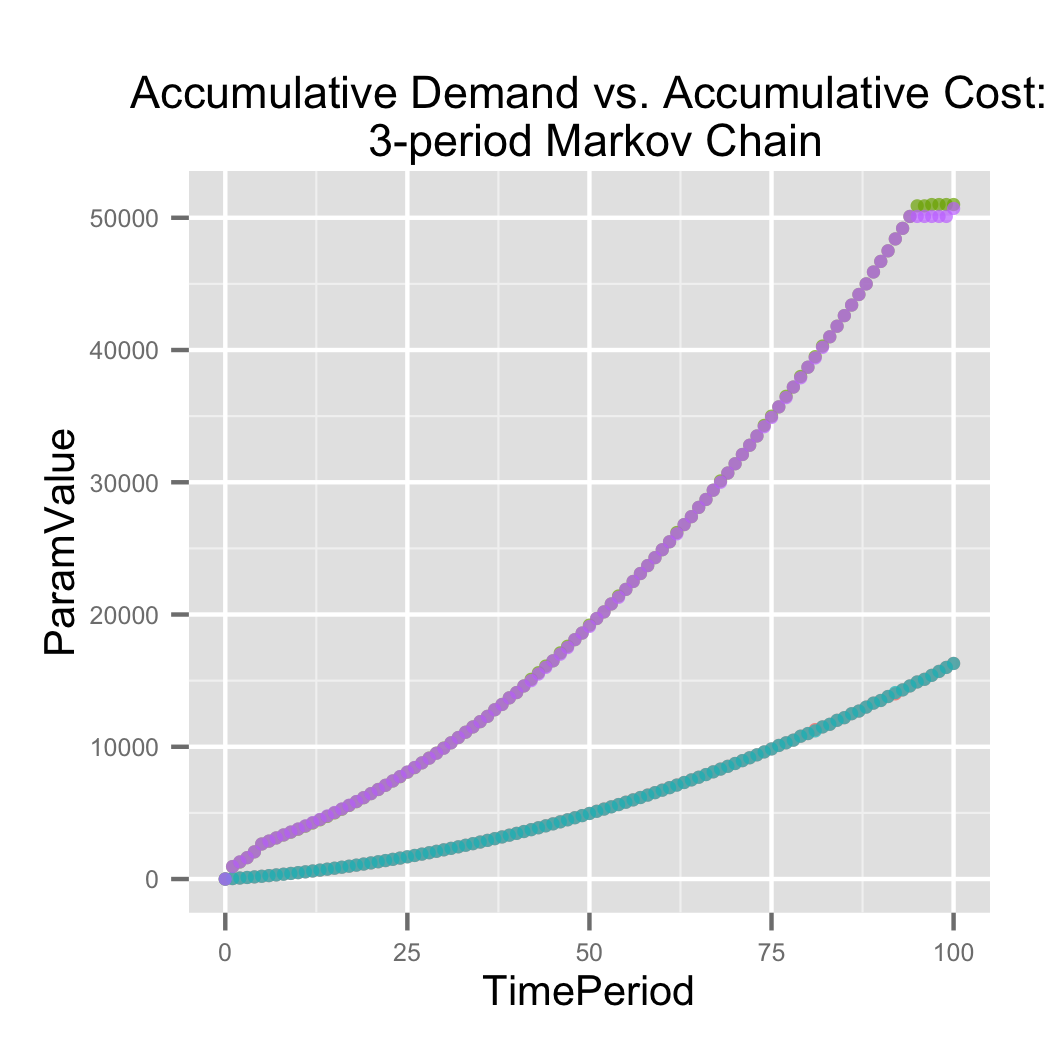 Accumulative Demand vs. Accumulative Cost:
3-period Markov Chain
50000
40000
30000
20000
10000
0
ParamValue
0 25 50 75 100
TimePeriod